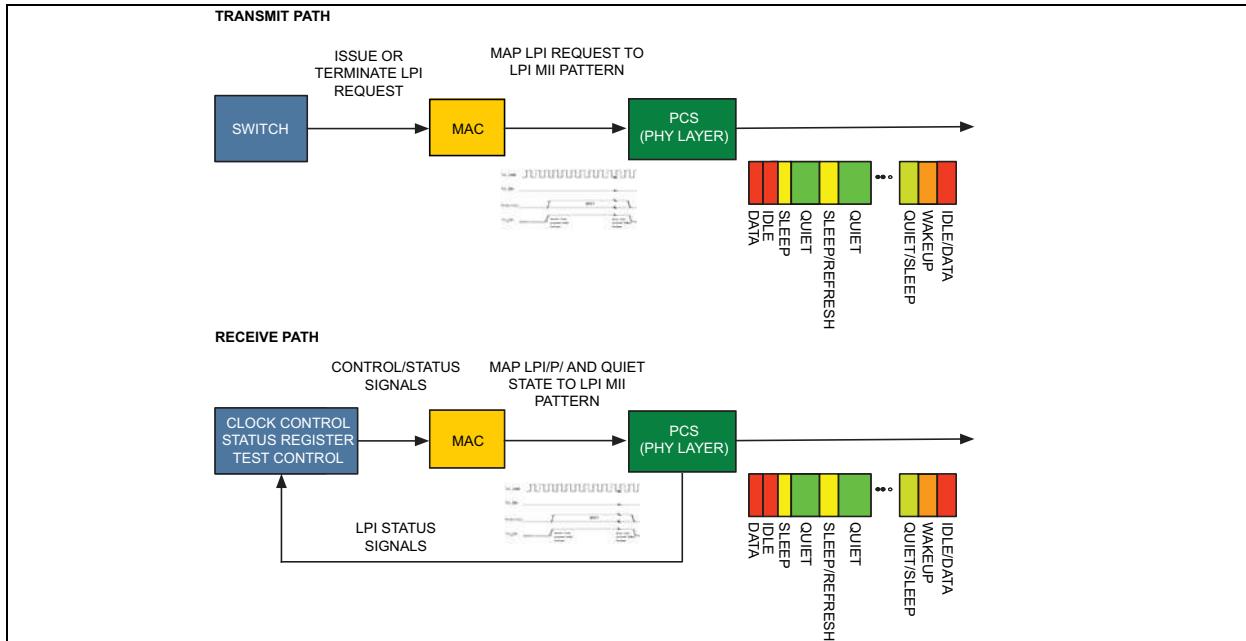 TRANSMIT PATH
ISSUE OR
TERMINATE LPI
REQUEST
MAP LPI REQUEST TO
LPI MII PATTERN
SWITCH
MAC
PCS
(PHY LAYER)
DATA
IDLE
SLEEP
QUIET
SLEEP/REFRESH
QUIET
QUIET/SLEEP
WAKEUP
IDLE/DATA
RECEIVE PATH
CONTROL/STATUS
SIGNALS
MAP LPI/P/ AND QUIET
STATE TO LPI MII
PATTERN
CLOCK CONTROL
STATUS REGISTER
TEST CONTROL
MAC
PCS
(PHY LAYER)
LPI STATUS
SIGNALS
DATA
IDLE
SLEEP
QUIET
SLEEP/REFRESH
QUIET
QUIET/SLEEP
WAKEUP
IDLE/DATA